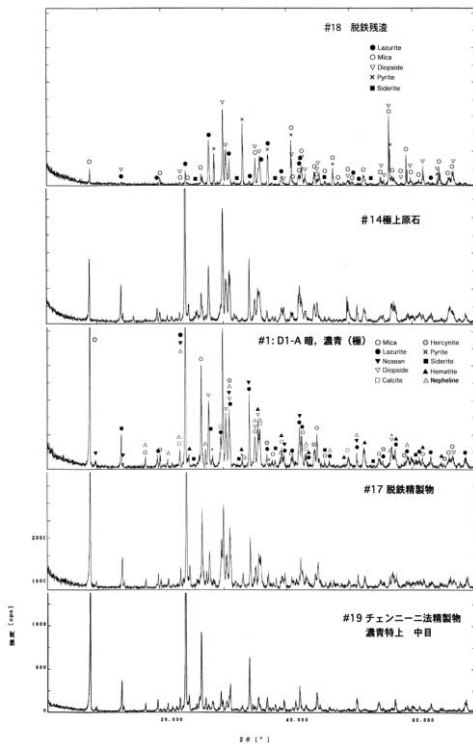 #18 脱鉄残渣
● Lazurite
○ Mica
▽ Diopside
× Pyrite
■ Siderite
#14極上原石
#1: D1-A 暗,濃青(極)
○ Mica
● Lazurite
▼ Nosean
▽ Diopside
□ Calcite
○ Hercynite
× Pyrite
■ Siderite
▲ Hematite
△ Nepheline
#17 脱鉄精製物
2000
1500
#19 チェンニーニ法精製物
濃青特上 中目
強度 [cps]
1000
500
0
20.000
40.000
60.000
2θ [°]